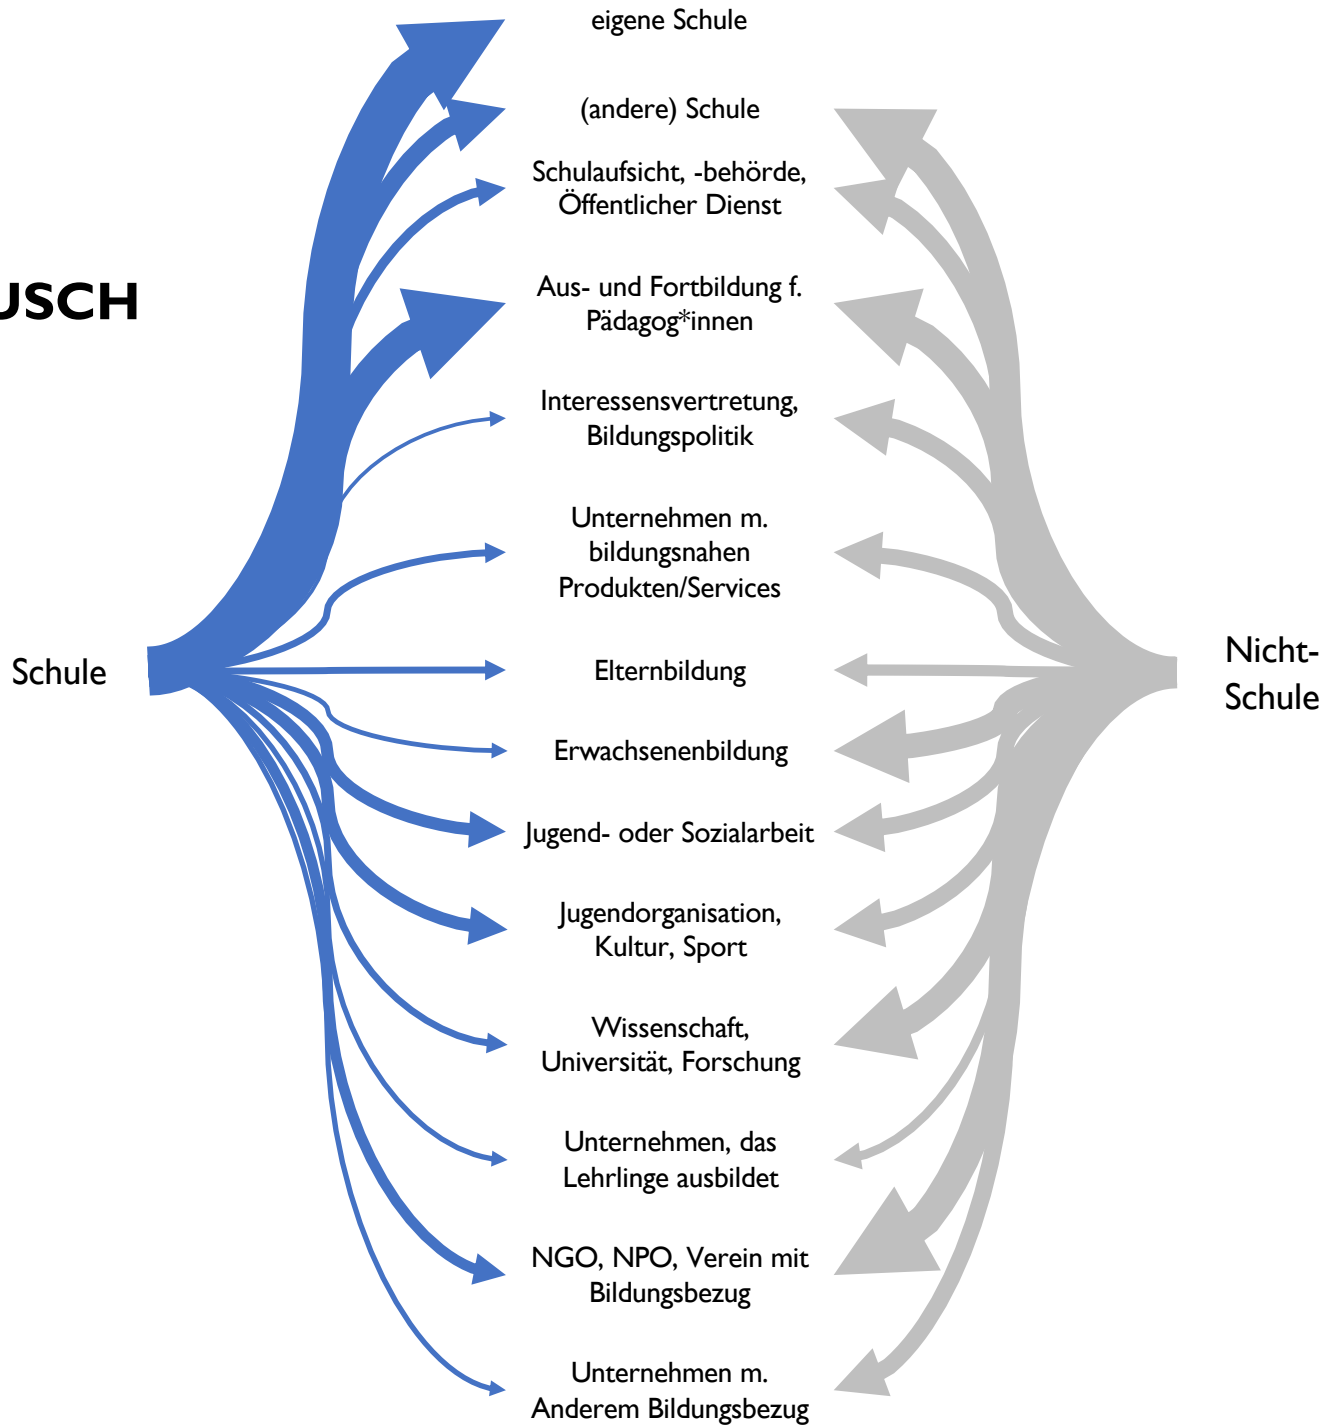 eigene Schule
(andere) Schule
Schulaufsicht, -behörde,
Öffentlicher Dienst
USCH
Aus- und Fortbildung f.
Pädagog*innen
Interessensvertretung,
Bildungspolitik
Unternehmen m.
bildungsnahen
Produkten/Services
Schule
Elternbildung
Nicht-
Schule
Erwachsenenbildung
Jugend- oder Sozialarbeit
Jugendorganisation,
Kultur, Sport
Wissenschaft,
Universität, Forschung
Unternehmen, das
Lehrlinge ausbildet
NGO, NPO, Verein mit
Bildungsbezug
Unternehmen m.
Anderem Bildungsbezug